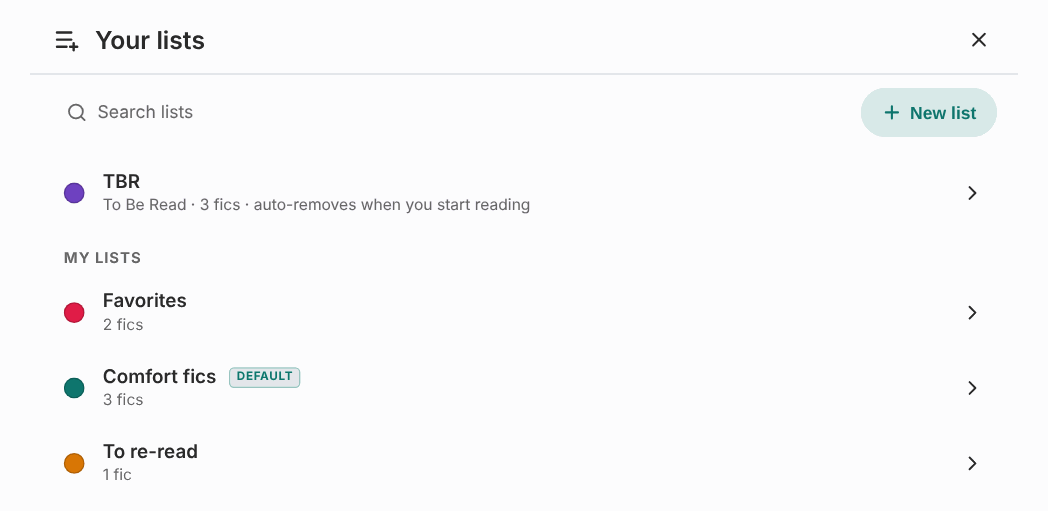 Your lists
Search lists
New list
TBR
To Be Read · 3 fics · auto-removes when you start reading
MY LISTS
Favorites
2 fics
Comfort fics DEFAULT
3 fics
To re-read
1 fic